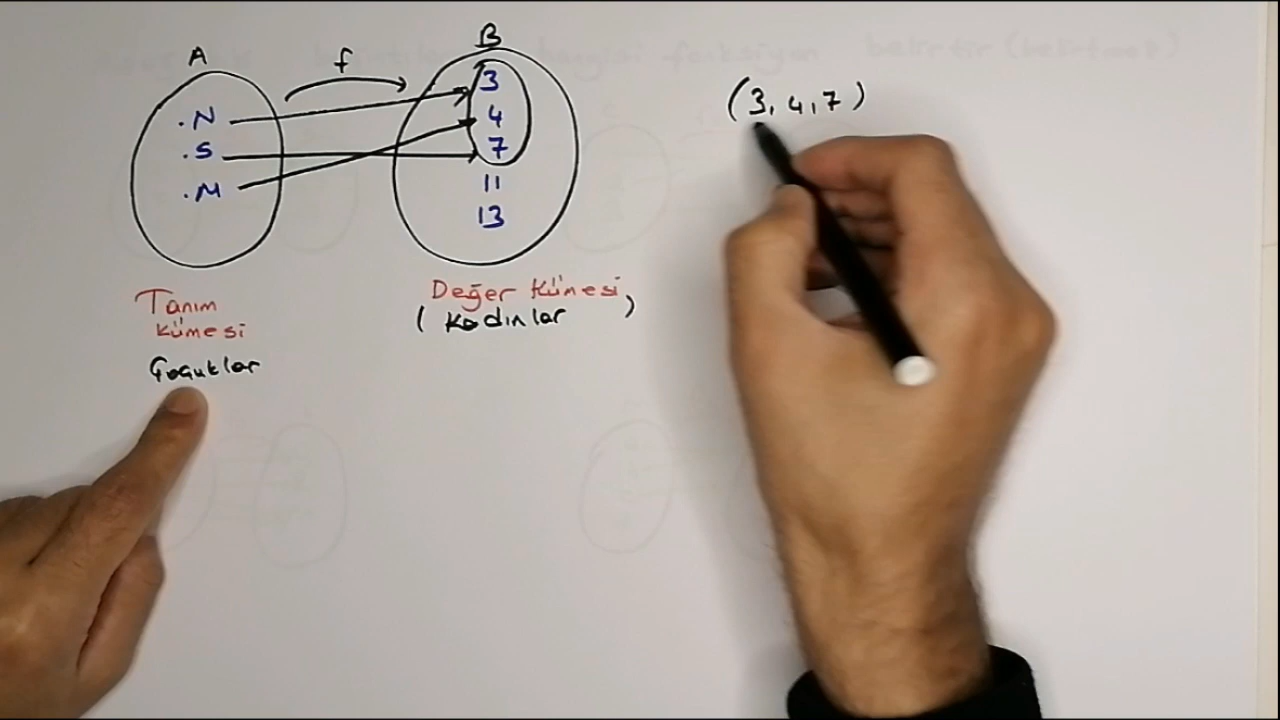 A
f
B
.N
.S
.M
3
4
7
11
13
(3, 4, 7)
Tanım
Kümesi
Çocuklar
Değer Kümesi
(Kadınlar)